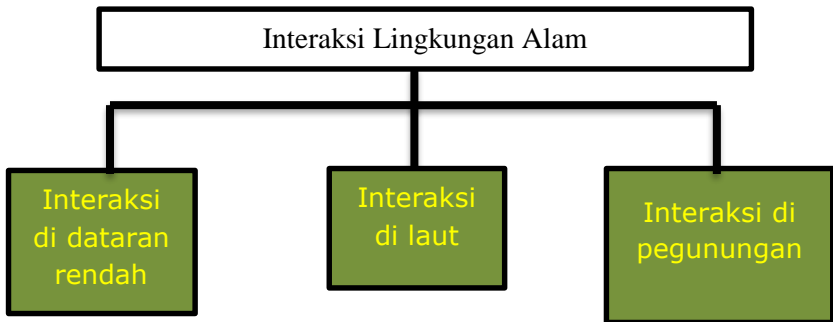 Interaksi Lingkungan Alam
Interaksi
di dataran
rendah
Interaksi
di laut
Interaksi di
pegunungan